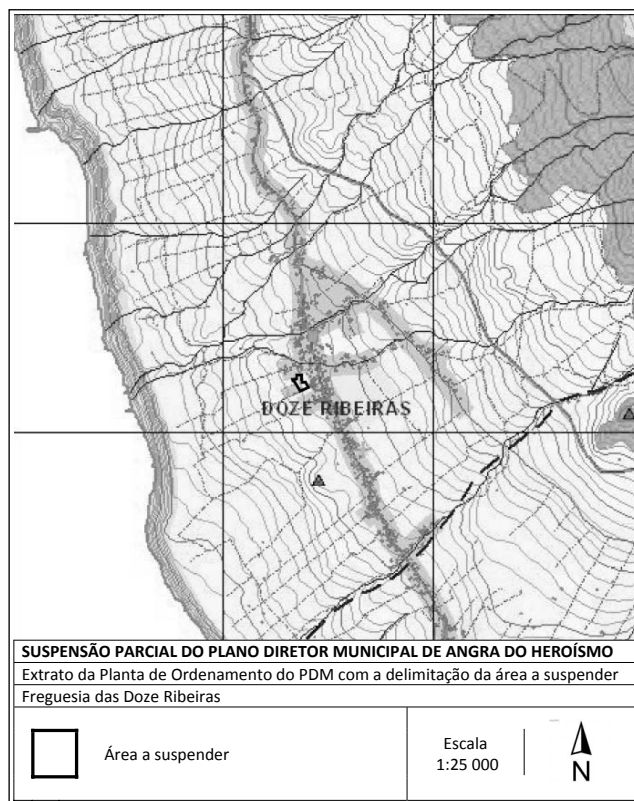 DOZE RIBEIRAS
SUSPENSÃO PARCIAL DO PLANO DIRETOR MUNICIPAL DE ANGRA DO HEROÍSMO
Extrato da Planta de Ordenamento do PDM com a delimitação da área a suspender
Freguesia das Doze Ribeiras
Área a suspender
Escala
1:25 000
N